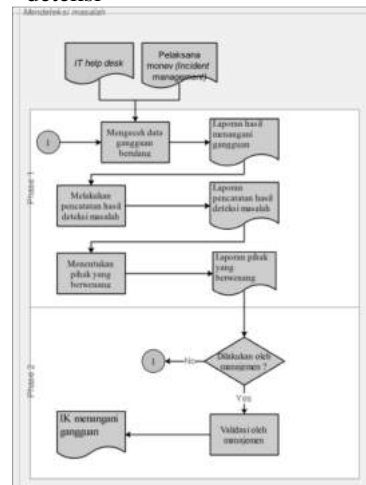 deteksi
Mendeteksi masalah
IT help desk
Pelaksana
monev (Incident
management)
Phase 1
1
Mengecek data
gangguan
berulang
Laporan hasil
menangani
gangguan
Melakukan
pencatatan hasil
deteksi masalah
Laporan
pencatatan hasil
deteksi masalah
Menentukan
pihak yang
berwenang
Laporan pihak
yang
berwenang
Phase 2
1
No
Dilakukan oleh
manajemen ?
Yes
IK menangani
gangguan
Validasi oleh
manajemen